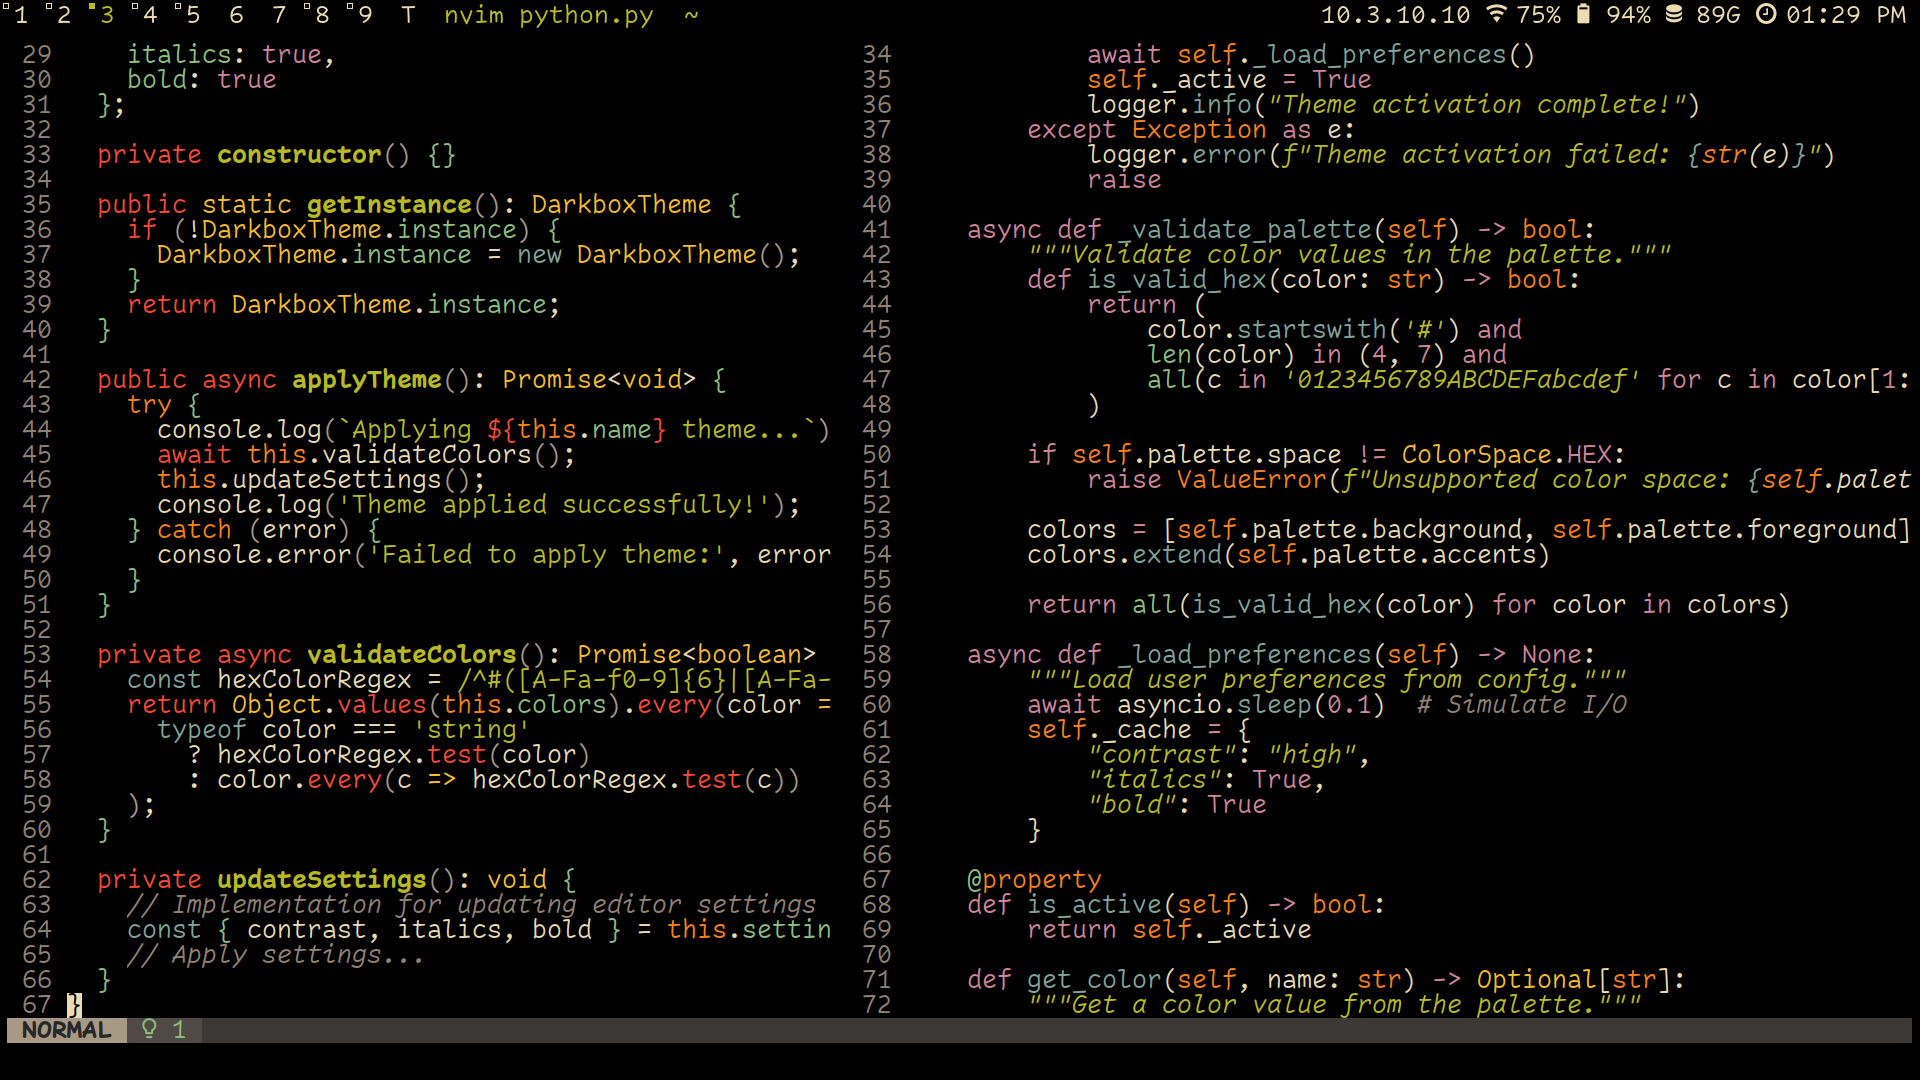 1 2 3 4 5 6 7 8 9 T nvim python.py ~ 10.3.10.10 75% 94% 89G 01:29 PM
29 italics: true,
30 bold: true
31 };
32
33 private constructor() {}
34
35 public static getInstance(): DarkboxTheme {
36 if (!DarkboxTheme.instance) {
37 DarkboxTheme.instance = new DarkboxTheme();
38 }
39 return DarkboxTheme.instance;
40 }
41
42 public async applyTheme(): Promise<void> {
43 try {
44 console.log(`Applying ${this.name} theme...`)
45 await this.validateColors();
46 this.updateSettings();
47 console.log('Theme applied successfully!');
48 } catch (error) {
49 console.error('Failed to apply theme:', error
50 }
51 }
52
53 private async validateColors(): Promise<boolean>
54 const hexColorRegex = /^#([A-Fa-f0-9]{6}|[A-Fa-
55 return Object.values(this.colors).every(color =
56 typeof color === 'string'
57 ? hexColorRegex.test(color)
58 : color.every(c => hexColorRegex.test(c))
59 );
60 }
61
62 private updateSettings(): void {
63 // Implementation for updating editor settings
64 const { contrast, italics, bold } = this.settin
65 // Apply settings...
66 }
67 }
34 await self._load_preferences()
35 self._active = True
36 logger.info("Theme activation complete!")
37 except Exception as e:
38 logger.error(f"Theme activation failed: {str(e)}")
39 raise
40
41 async def _validate_palette(self) -> bool:
42 """Validate color values in the palette."""
43 def is_valid_hex(color: str) -> bool:
44 return (
45 color.startswith('#') and
46 len(color) in (4, 7) and
47 all(c in '0123456789ABCDEFabcdef' for c in color[1:
48 )
49
50 if self.palette.space != ColorSpace.HEX:
51 raise ValueError(f"Unsupported color space: {self.palet
52
53 colors = [self.palette.background, self.palette.foreground]
54 colors.extend(self.palette.accents)
55
56 return all(is_valid_hex(color) for color in colors)
57
58 async def _load_preferences(self) -> None:
59 """Load user preferences from config."""
60 await asyncio.sleep(0.1)  # Simulate I/O
61 self._cache = {
62 "contrast": "high",
63 "italics": True,
64 "bold": True
65 }
66
67 @property
68 def is_active(self) -> bool:
69 return self._active
70
71 def get_color(self, name: str) -> Optional[str]:
72 """Get a color value from the palette."""
NORMAL 1